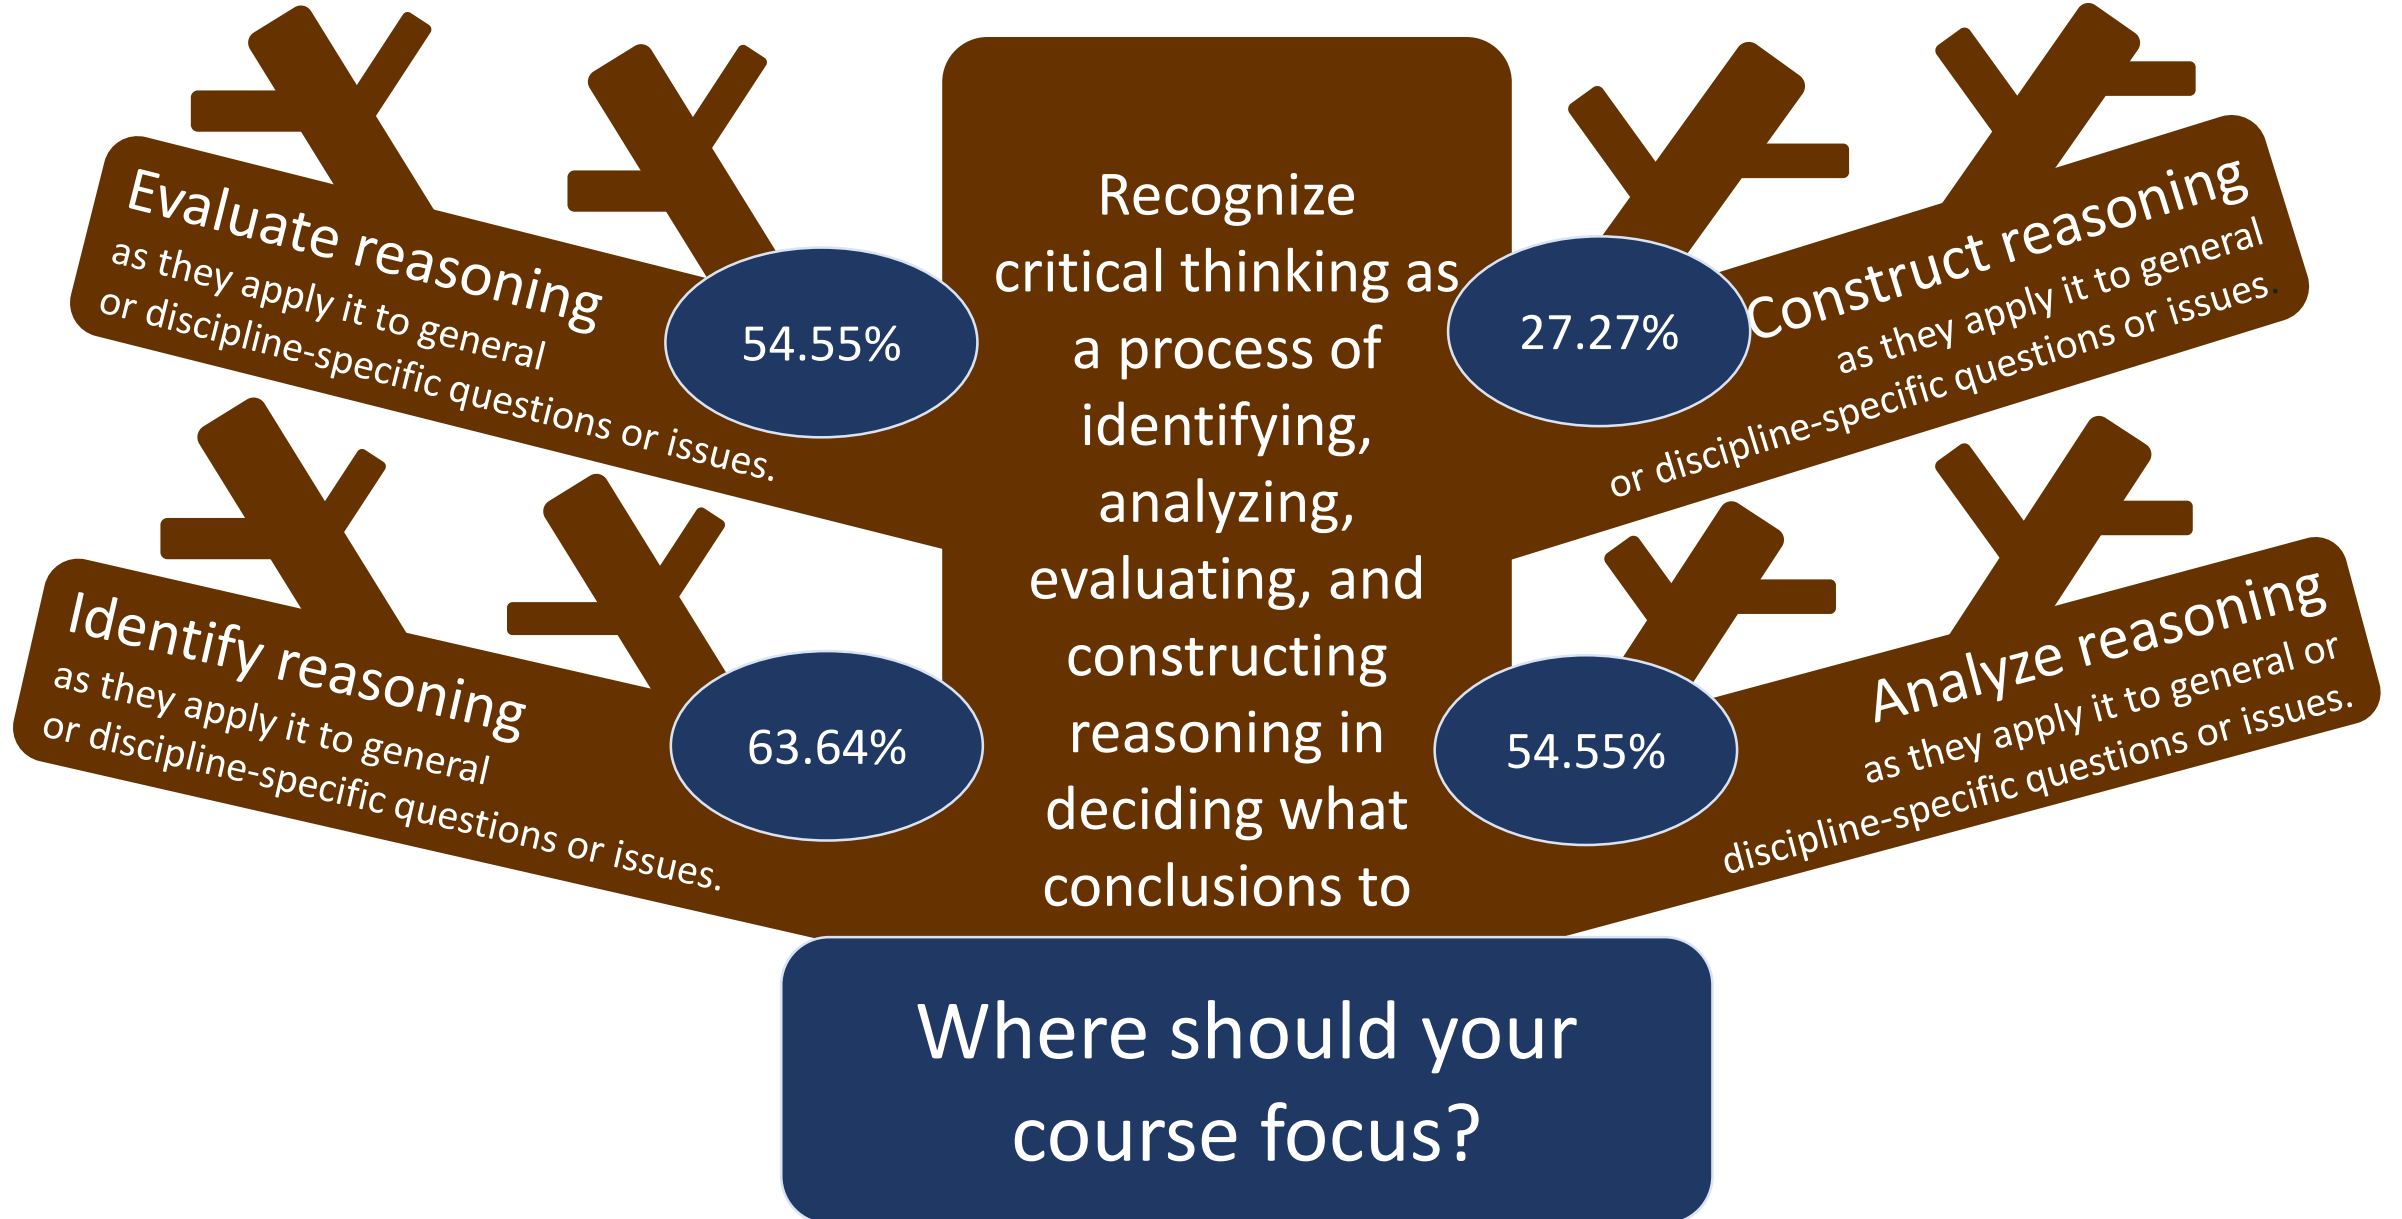 Evaluate reasoning
as they apply it to general
or discipline-specific questions or issues.
54.55%
Identify reasoning
as they apply it to general
or discipline-specific questions or issues.
63.64%
Recognize
critical thinking as
a process of
identifying,
analyzing,
evaluating, and
constructing
reasoning in
deciding what
conclusions to
27.27%
Construct reasoning
as they apply it to general
or discipline-specific questions or issues.
54.55%
Analyze reasoning
as they apply it to general or
discipline-specific questions or issues.
Where should your
course focus?